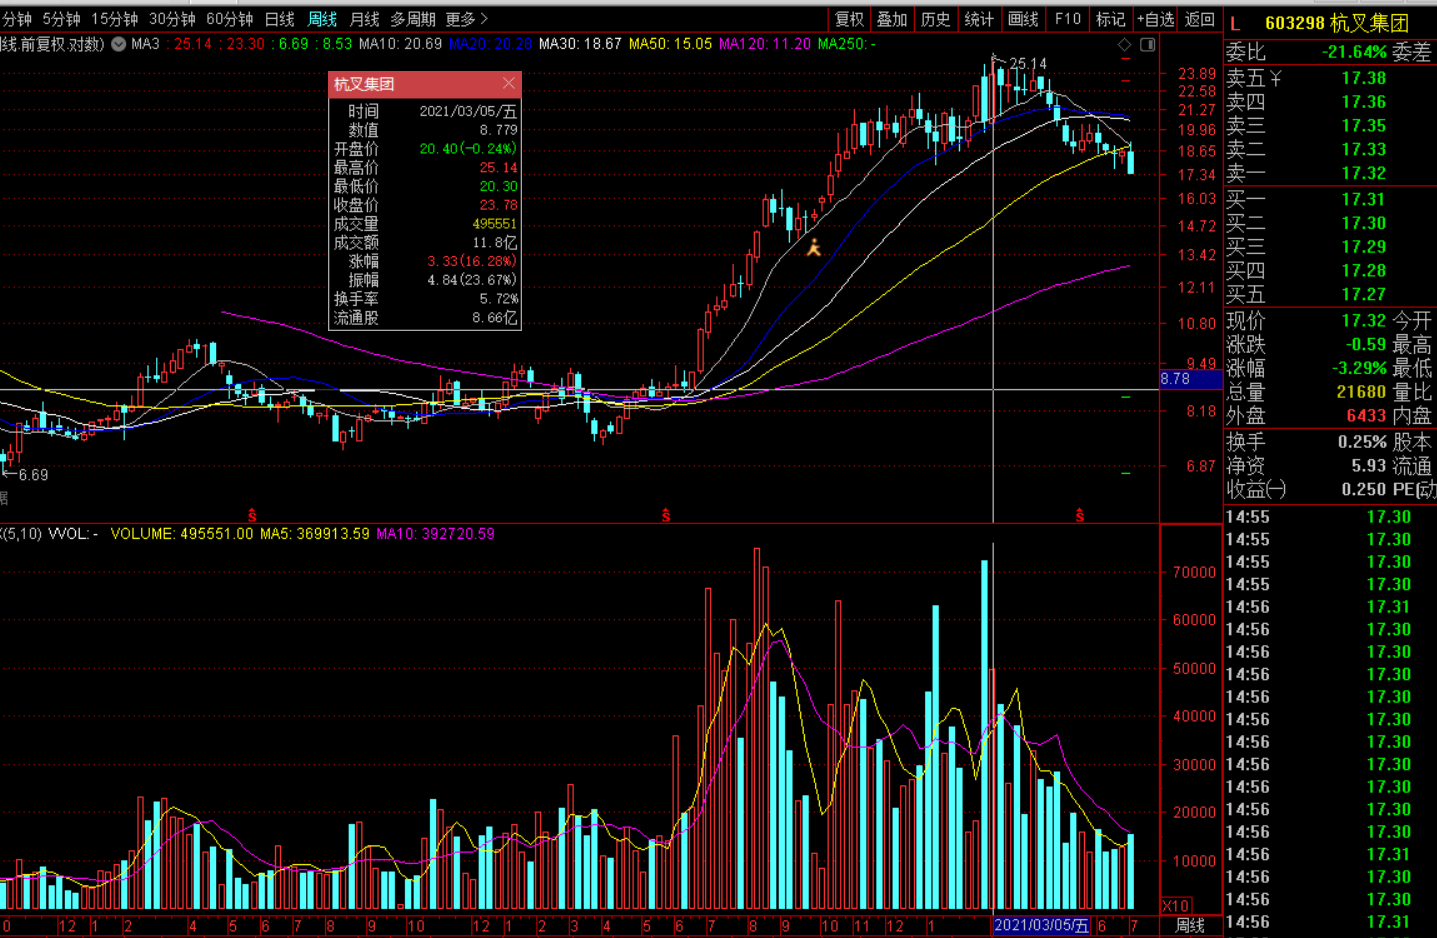 分钟 5分钟 15分钟 30分钟 60分钟 日线 周线 月线 多周期 更多 复权 叠加 历史 统计 画线 F10 标记 +自选 返回
线.前复权.对数) MA3 : 25.14 : 23.30 : 6.69 : 8.53 MA10: 20.69 MA20: 20.28 MA30: 18.67 MA50: 15.05 MA120: 11.20 MA250: -
25.14
杭叉集团
时间 2021/03/05/五
数值 8.779
开盘价 20.40(-0.24%)
最高价 25.14
最低价 20.30
收盘价 23.78
成交量 495551
成交额 11.8亿
涨幅 3.33(16.28%)
振幅 4.84(23.67%)
换手率 5.72%
流通股 8.66亿
23.89
22.58
21.27
19.96
18.65
17.34
16.03
14.72
13.42
12.11
10.80
9.49
8.78
8.18
6.87
6.69
S S S
(5,10) VVOL: - VOLUME: 495551.00 MA5: 369913.59 MA10: 392720.59
70000
60000
50000
40000
30000
20000
10000
X10
0 12 1 2 4 5 6 7 8 9 10 12 1 2 3 4 5 6 7 8 9 10 11 12 1 2021/03/05/五 6 7 周线
L 603298 杭叉集团
委比 -21.64% 委差
卖五 ¥ 17.38
卖四 17.36
卖三 17.35
卖二 17.33
卖一 17.32
买一 17.31
买二 17.30
买三 17.29
买四 17.28
买五 17.27
现价 17.32 今开
涨跌 -0.59 最高
涨幅 -3.29% 最低
总量 21680 量比
外盘 6433 内盘
换手 0.25% 股本
净资 5.93 流通
收益(一) 0.250 PE(动
14:55 17.30
14:55 17.30
14:55 17.30
14:55 17.30
14:56 17.31
14:56 17.30
14:56 17.30
14:56 17.30
14:56 17.30
14:56 17.30
14:56 17.30
14:56 17.30
14:56 17.30
14:56 17.30
14:56 17.30
14:56 17.31
14:56 17.30
14:56 17.30
14:56 17.31